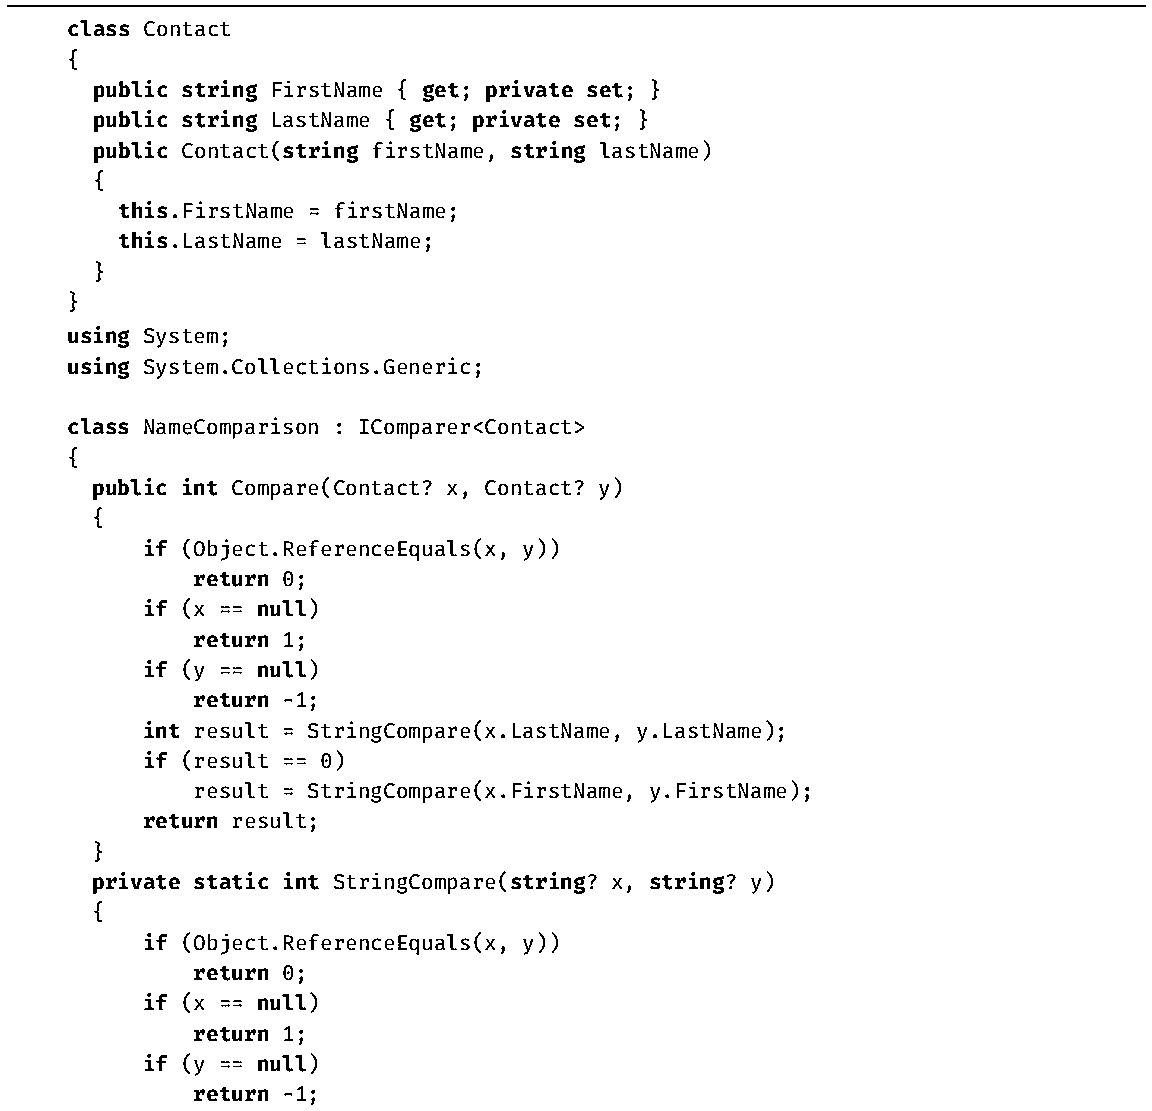 class Contact
{
  public string FirstName { get; private set; }
  public string LastName { get; private set; }
  public Contact(string firstName, string lastName)
  {
    this.FirstName = firstName;
    this.LastName = lastName;
  }
}
using System;
using System.Collections.Generic;

class NameComparison : IComparer<Contact>
{
  public int Compare(Contact? x, Contact? y)
  {
      if (Object.ReferenceEquals(x, y))
          return 0;
      if (x == null)
          return 1;
      if (y == null)
          return -1;
      int result = StringCompare(x.LastName, y.LastName);
      if (result == 0)
          result = StringCompare(x.FirstName, y.FirstName);
      return result;
  }
  private static int StringCompare(string? x, string? y)
  {
      if (Object.ReferenceEquals(x, y))
          return 0;
      if (x == null)
          return 1;
      if (y == null)
          return -1;